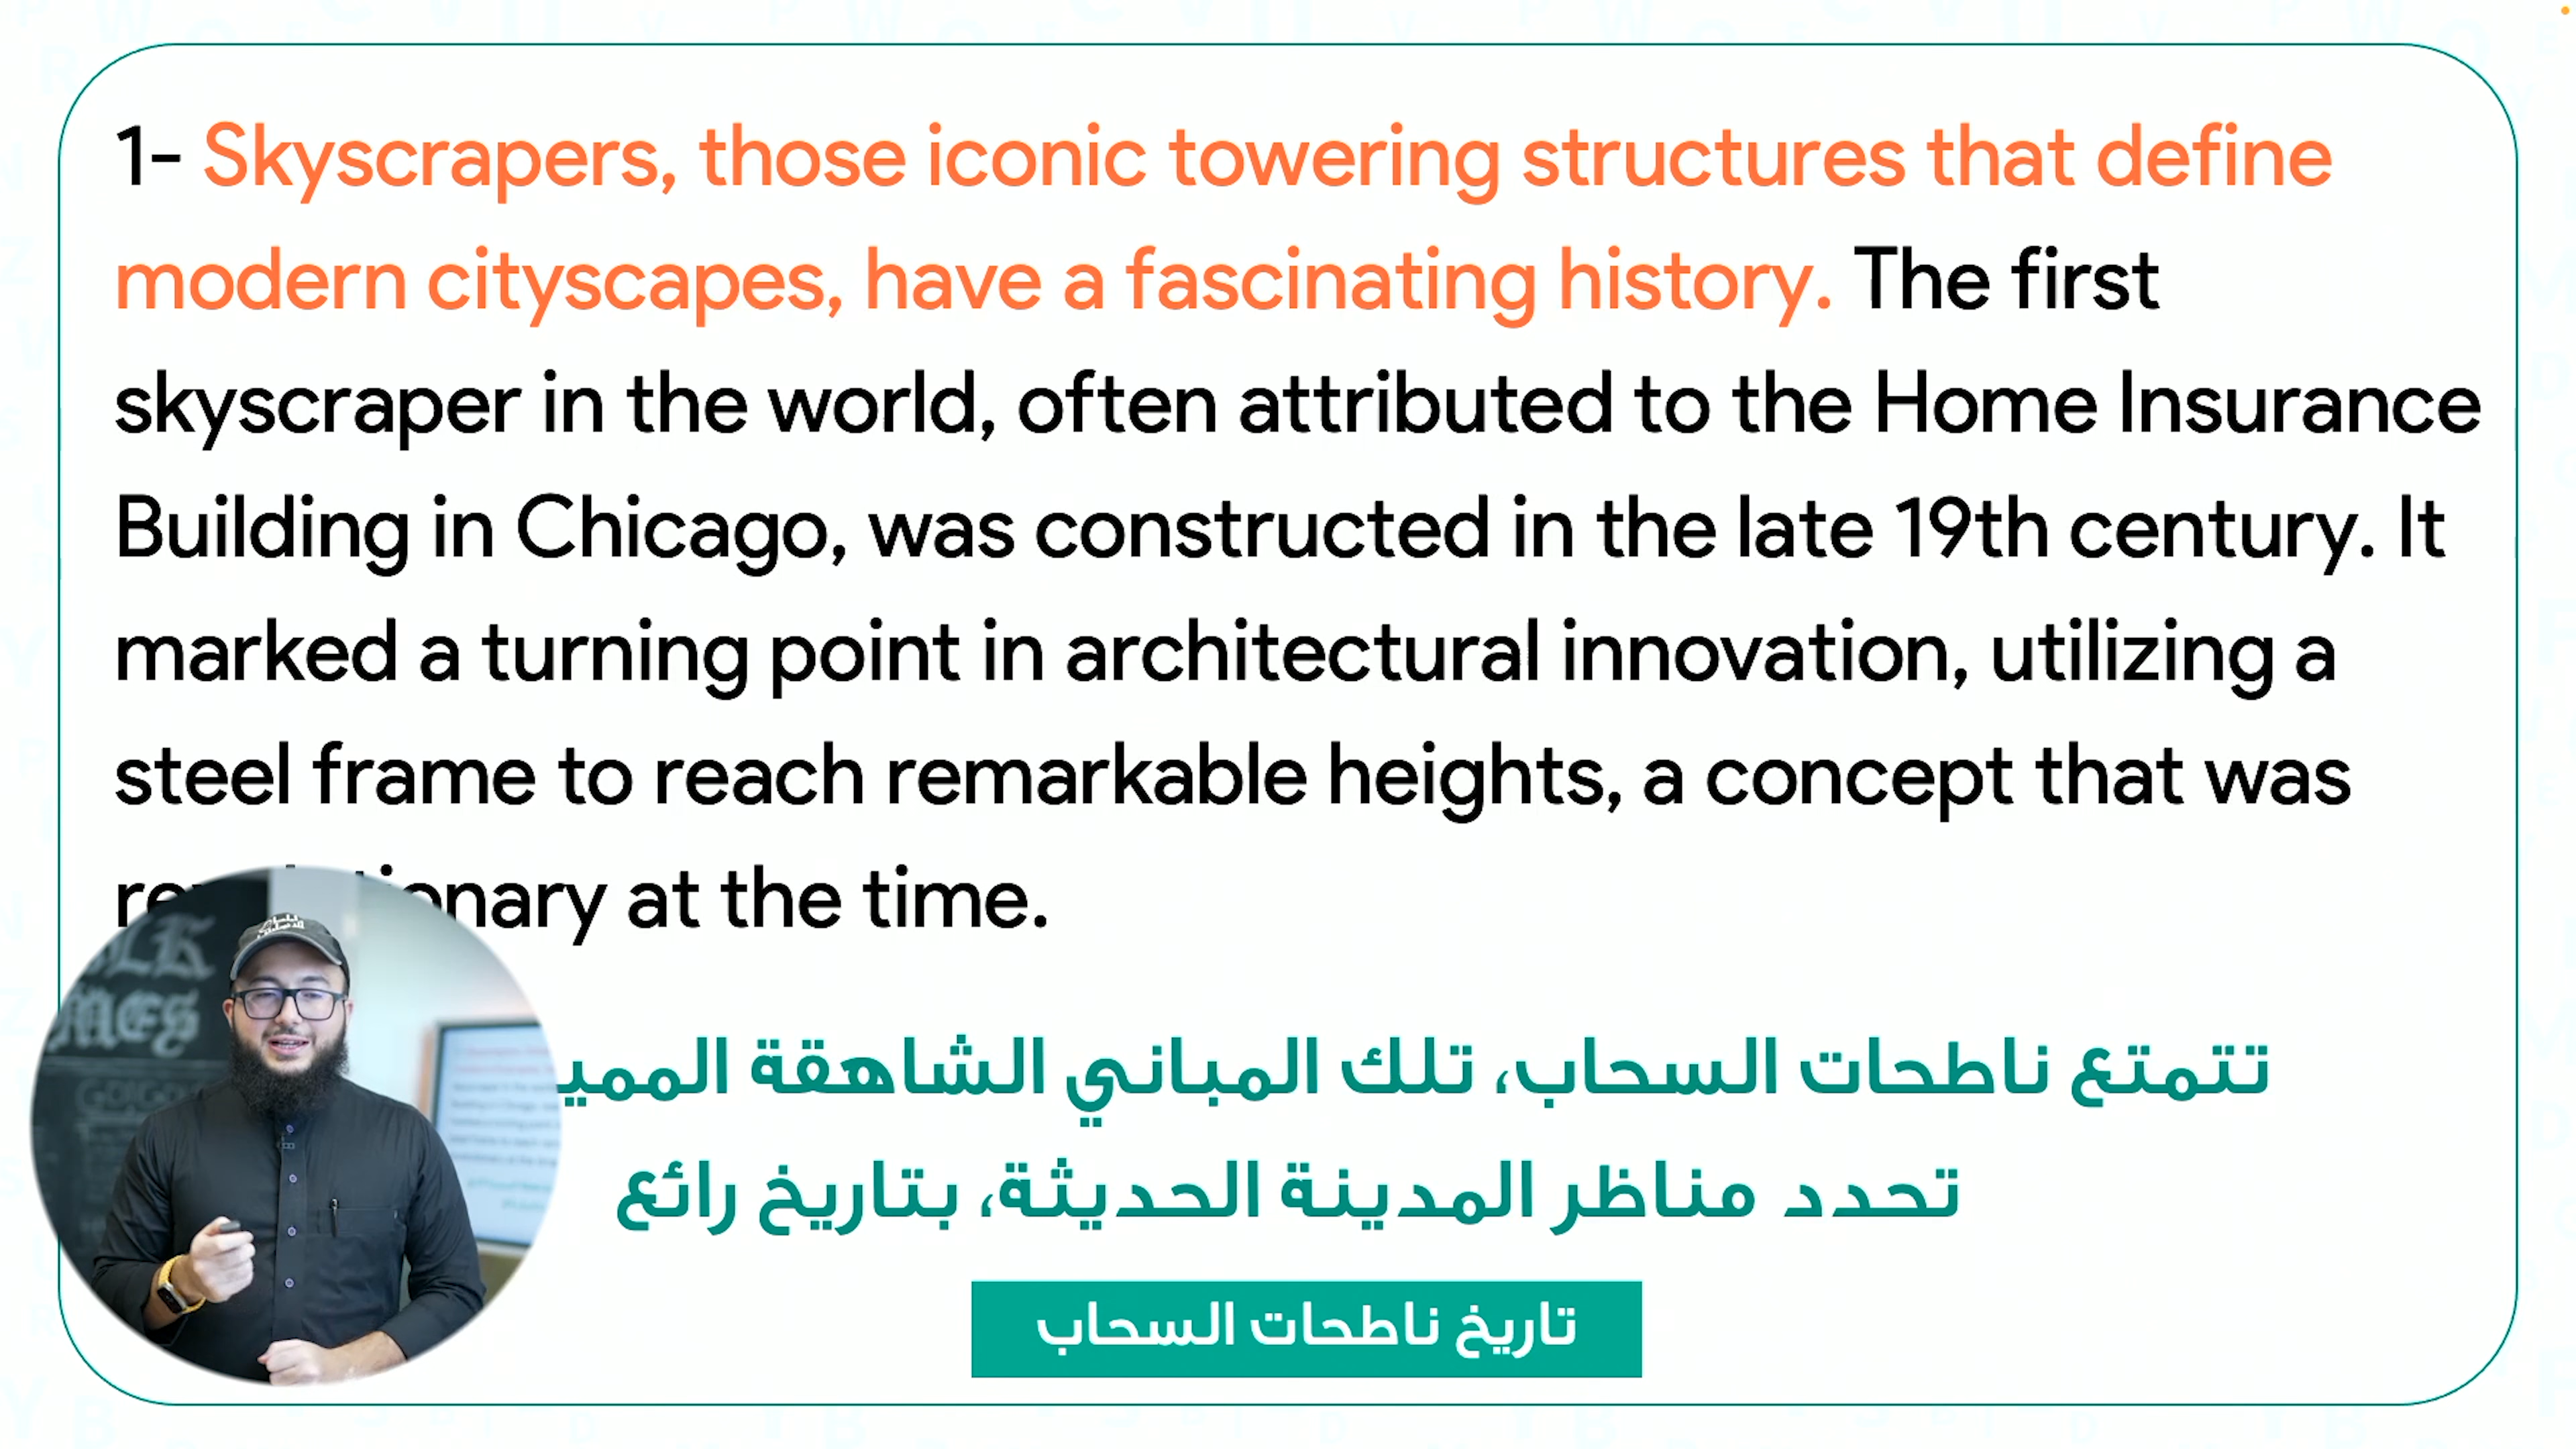 1- Skyscrapers, those iconic towering structures that define
modern cityscapes, have a fascinating history. The first
skyscraper in the world, often attributed to the Home Insurance
Building in Chicago, was constructed in the late 19th century. It
marked a turning point in architectural innovation, utilizing a
steel frame to reach remarkable heights, a concept that was
at the time.
تتمتع ناطحات السحاب، تلك المباني الشاهقة
تحدد مناظر المدينة الحديثة، بتاريخ رائع
تاريخ ناطحات السحاب